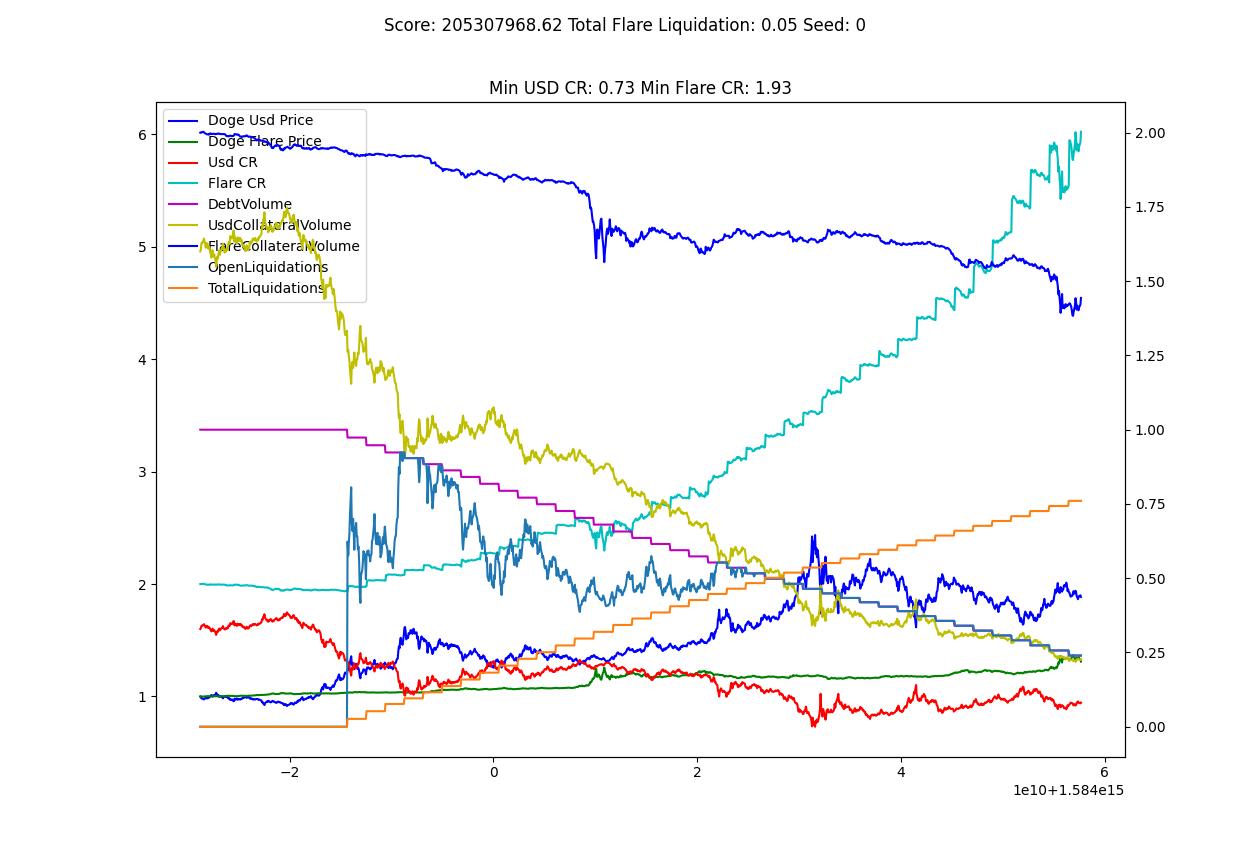 Score: 205307968.62 Total Flare Liquidation: 0.05 Seed: 0
Min USD CR: 0.73 Min Flare CR: 1.93
Doge Usd Price
Doge Flare Price
Usd CR
Flare CR
DebtVolume
UsdCollateralVolume
FlareCollateralVolume
OpenLiquidations
TotalLiquidations
6
5
4
3
2
1
2.00
1.75
1.50
1.25
1.00
0.75
0.50
0.25
0.00
−2 0 2 4 6
1e10+1.584e15